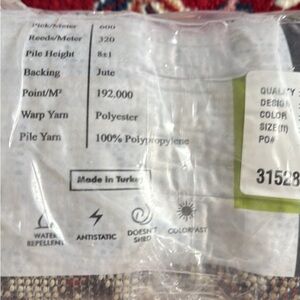 Pick/Meter 600
Reeds/Meter 320
Pile Height 8±1
Backing Jute
Point/M² 192.000
Warp Yarn Polyester
Pile Yarn 100% Polypropylene
Made in Turkey
WATER REPELLENT
ANTISTATIC
DOESN'T SHED
COLORFAST
QUALITY
DESIGN
COLOR
SIZE(ft)
PO#
31528